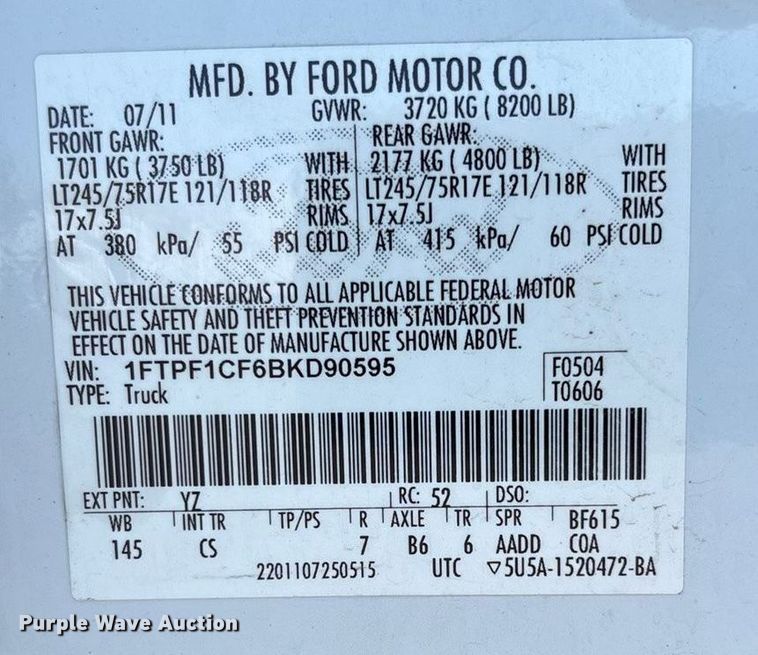 MFD. BY FORD MOTOR CO.
DATE: 07/11 GVWR: 3720 KG ( 8200 LB)
FRONT GAWR: REAR GAWR:
1701 KG ( 3750 LB) WITH 2177 KG ( 4800 LB) WITH
LT245/75R17E 121/118R TIRES LT245/75R17E 121/118R TIRES
17x7.5J RIMS 17x7.5J RIMS
AT 380 kPa/ 55 PSI COLD AT 415 kPa/ 60 PSI COLD
THIS VEHICLE CONFORMS TO ALL APPLICABLE FEDERAL MOTOR
VEHICLE SAFETY AND THEFT PREVENTION STANDARDS IN
EFFECT ON THE DATE OF MANUFACTURE SHOWN ABOVE.
VIN: 1FTPF1CF6BKD90595 F0504
TYPE: Truck T0606
EXT PNT: YZ RC: 52 DSO:
WB INT TR TP/PS R AXLE TR SPR BF615
145 CS 7 B6 6 AADD COA
2201107250515 UTC ▽5U5A-1520472-BA
Purple Wave Auction